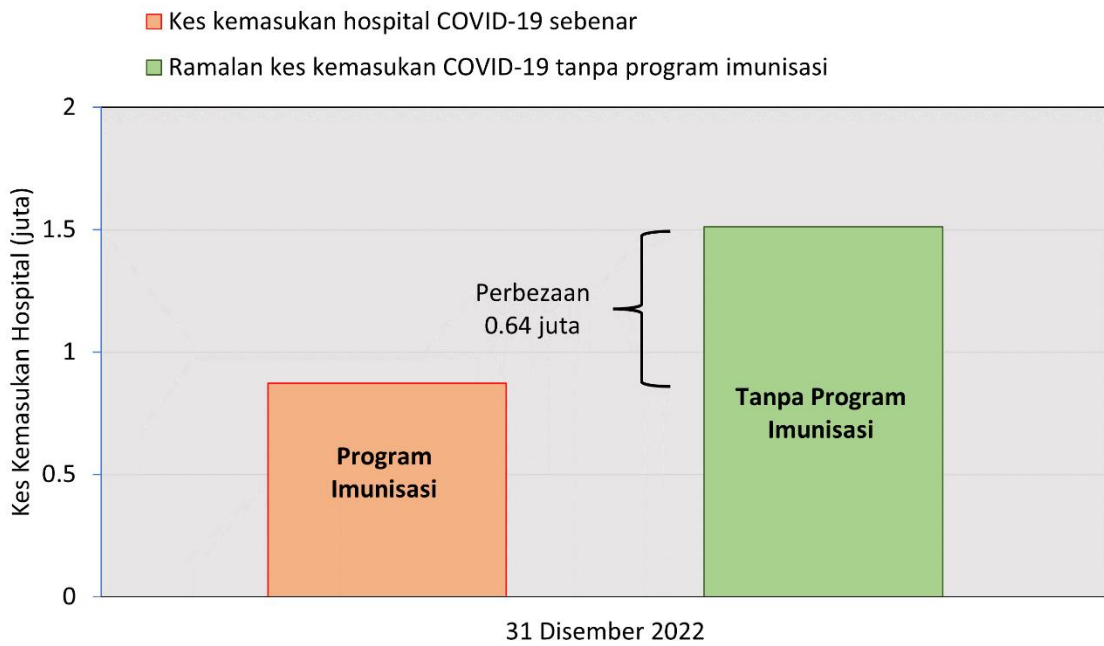 Kes kemasukan hospital COVID-19 sebenar
Ramalan kes kemasukan COVID-19 tanpa program imunisasi
Kes Kemasukan Hospital (juta)
2
1.5
1
0.5
0
Perbezaan
0.64 juta
Program
Imunisasi
Tanpa Program
Imunisasi
31 Disember 2022